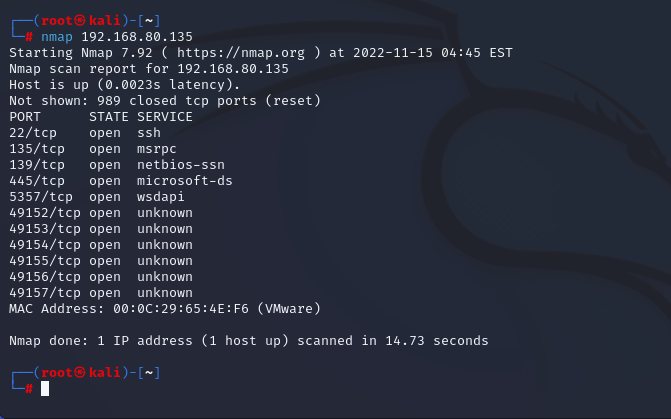 ┌──(root㉿kali)-[~]
└─# nmap 192.168.80.135
Starting Nmap 7.92 ( https://nmap.org ) at 2022-11-15 04:45 EST
Nmap scan report for 192.168.80.135
Host is up (0.0023s latency).
Not shown: 989 closed tcp ports (reset)
PORT      STATE SERVICE
22/tcp    open  ssh
135/tcp   open  msrpc
139/tcp   open  netbios-ssn
445/tcp   open  microsoft-ds
5357/tcp  open  wsdapi
49152/tcp open  unknown
49153/tcp open  unknown
49154/tcp open  unknown
49155/tcp open  unknown
49156/tcp open  unknown
49157/tcp open  unknown
MAC Address: 00:0C:29:65:4E:F6 (VMware)
Nmap done: 1 IP address (1 host up) scanned in 14.73 seconds
┌──(root㉿kali)-[~]
└─#